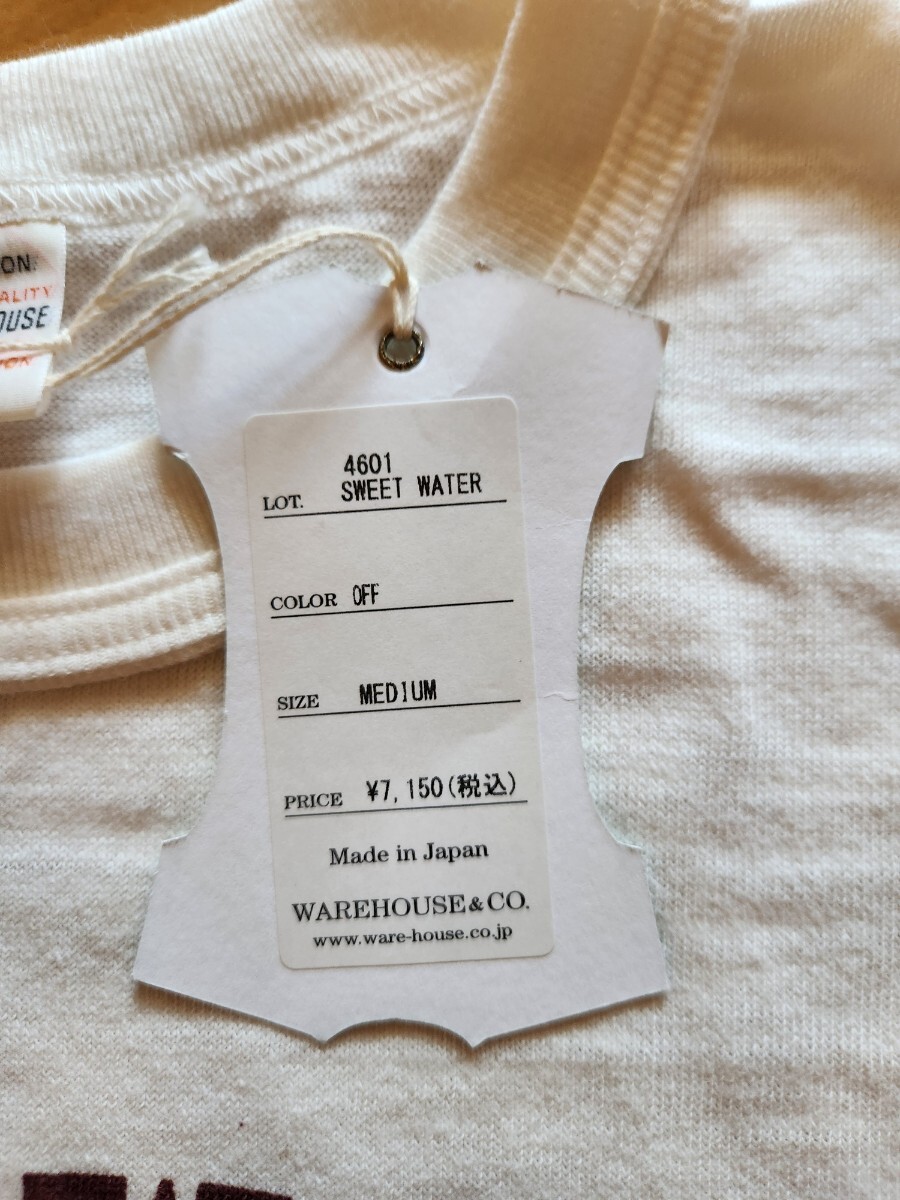 ON.
ALITY
OUSE
4601
LOT. SWEET WATER
COLOR OFF
SIZE MEDIUM
PRICE ¥7,150(税込)
Made in Japan
WAREHOUSE & CO.
www.ware-house.co.jp